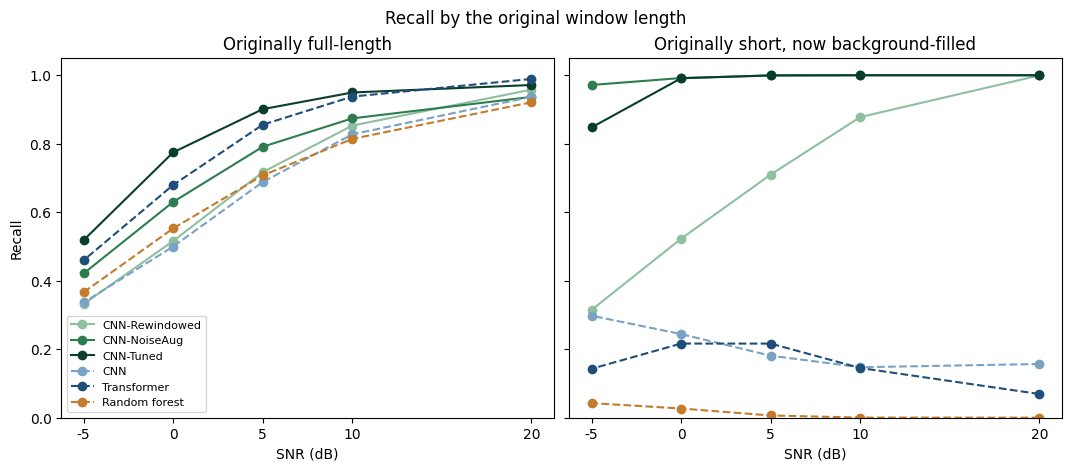 Recall by the original window length
Originally full-length
Originally short, now background-filled
Recall
1.0
0.8
0.6
0.4
0.2
0.0
CNN-Rewindowed
CNN-NoiseAug
CNN-Tuned
CNN
Transformer
Random forest
-5 0 5 10 20
-5 0 5 10 20
SNR (dB)
SNR (dB)